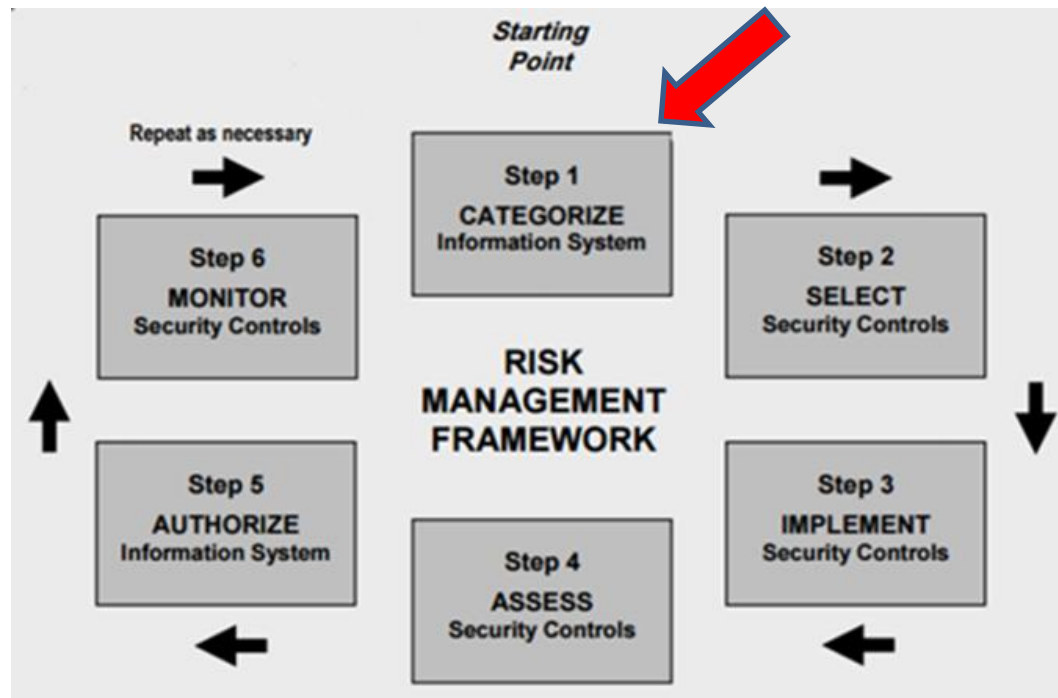 Starting
Point
Repeat as necessary
Step 1
CATEGORIZE
Information System
Step 2
SELECT
Security Controls
Step 3
IMPLEMENT
Security Controls
Step 4
ASSESS
Security Controls
Step 5
AUTHORIZE
Information System
Step 6
MONITOR
Security Controls
RISK
MANAGEMENT
FRAMEWORK